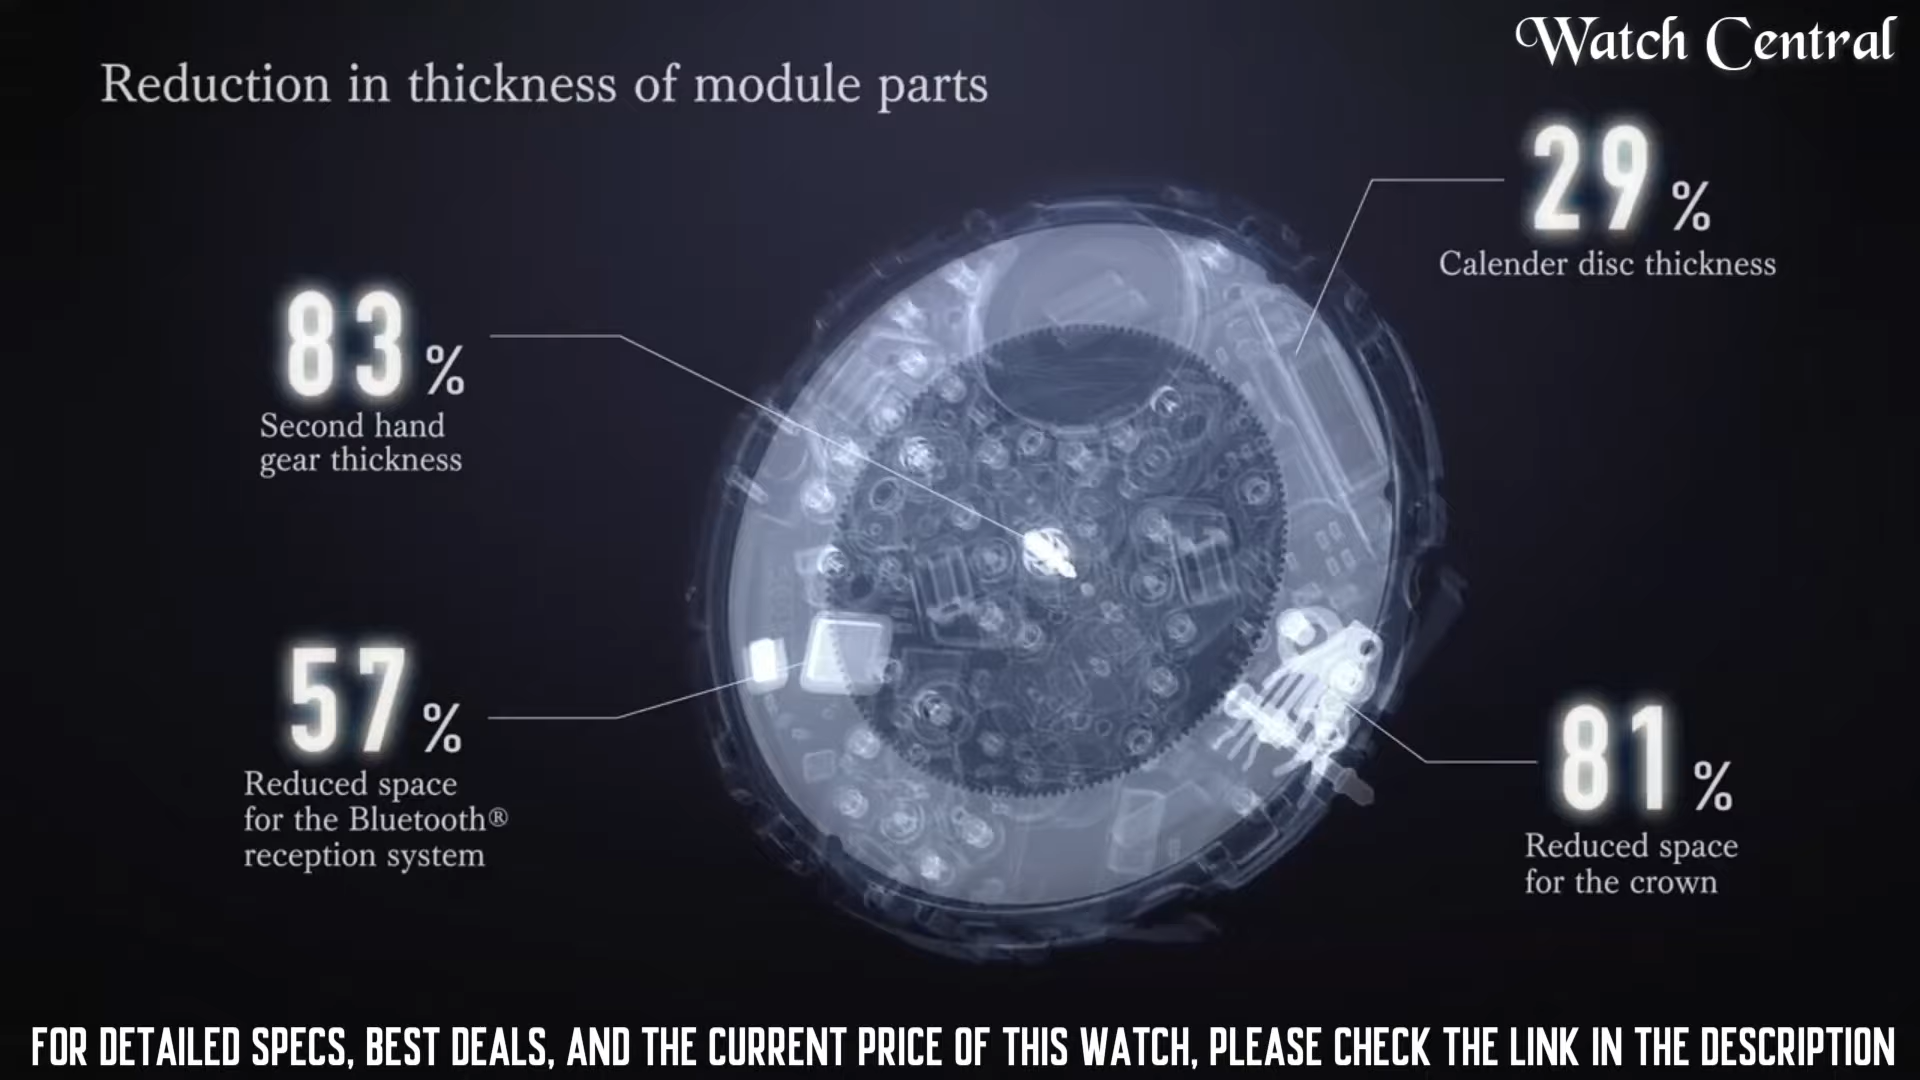 Watch Central
Reduction in thickness of module parts
29 %
Calender disc thickness
83 %
Second hand
gear thickness
57 %
Reduced space
for the Bluetooth®
reception system
81 %
Reduced space
for the crown
FOR DETAILED SPECS, BEST DEALS, AND THE CURRENT PRICE OF THIS WATCH, PLEASE CHECK THE LINK IN THE DESCRIPTION